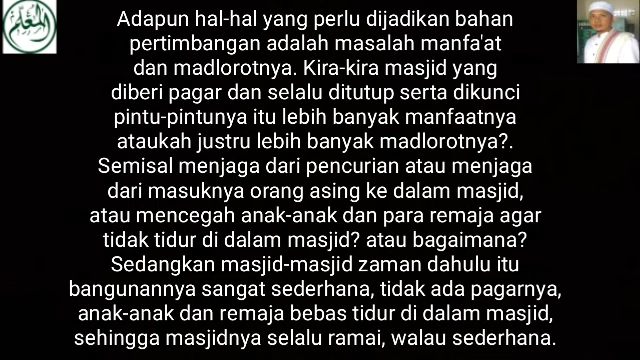 Adapun hal-hal yang perlu dijadikan bahan
pertimbangan adalah masalah manfa'at
dan madlorotnya. Kira-kira masjid yang
diberi pagar dan selalu ditutup serta dikunci
pintu-pintunya itu lebih banyak manfaatnya
ataukah justru lebih banyak madlorotnya?.
Semisal menjaga dari pencurian atau menjaga
dari masuknya orang asing ke dalam masjid,
atau mencegah anak-anak dan para remaja agar
tidak tidur di dalam masjid? atau bagaimana?
Sedangkan masjid-masjid zaman dahulu itu
bangunannya sangat sederhana, tidak ada pagarnya,
anak-anak dan remaja bebas tidur di dalam masjid,
sehingga masjidnya selalu ramai, walau sederhana.